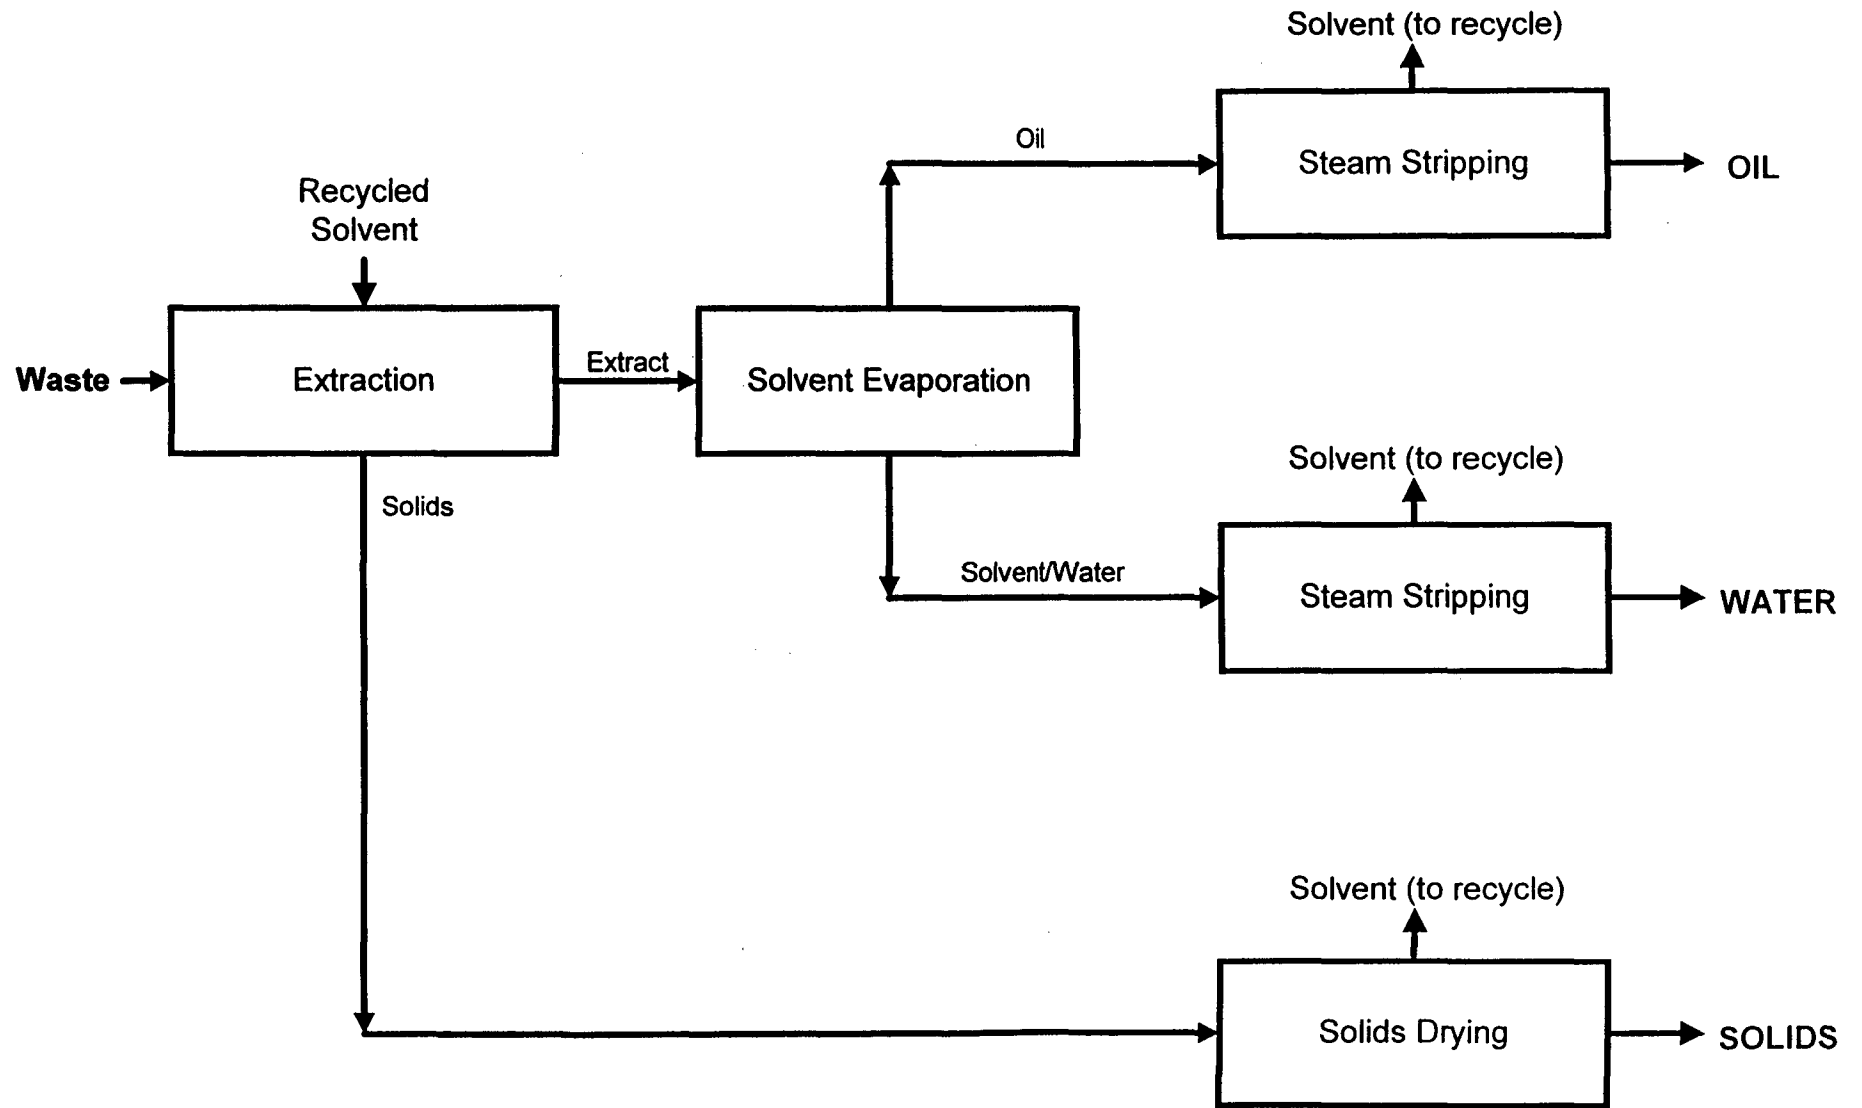 Solvent (to recycle)
Oil
Steam Stripping
OIL
Recycled
Solvent
Waste
Extraction
Extract
Solvent Evaporation
Solvent (to recycle)
Solids
Solvent/Water
Steam Stripping
WATER
Solvent (to recycle)
Solids Drying
SOLIDS